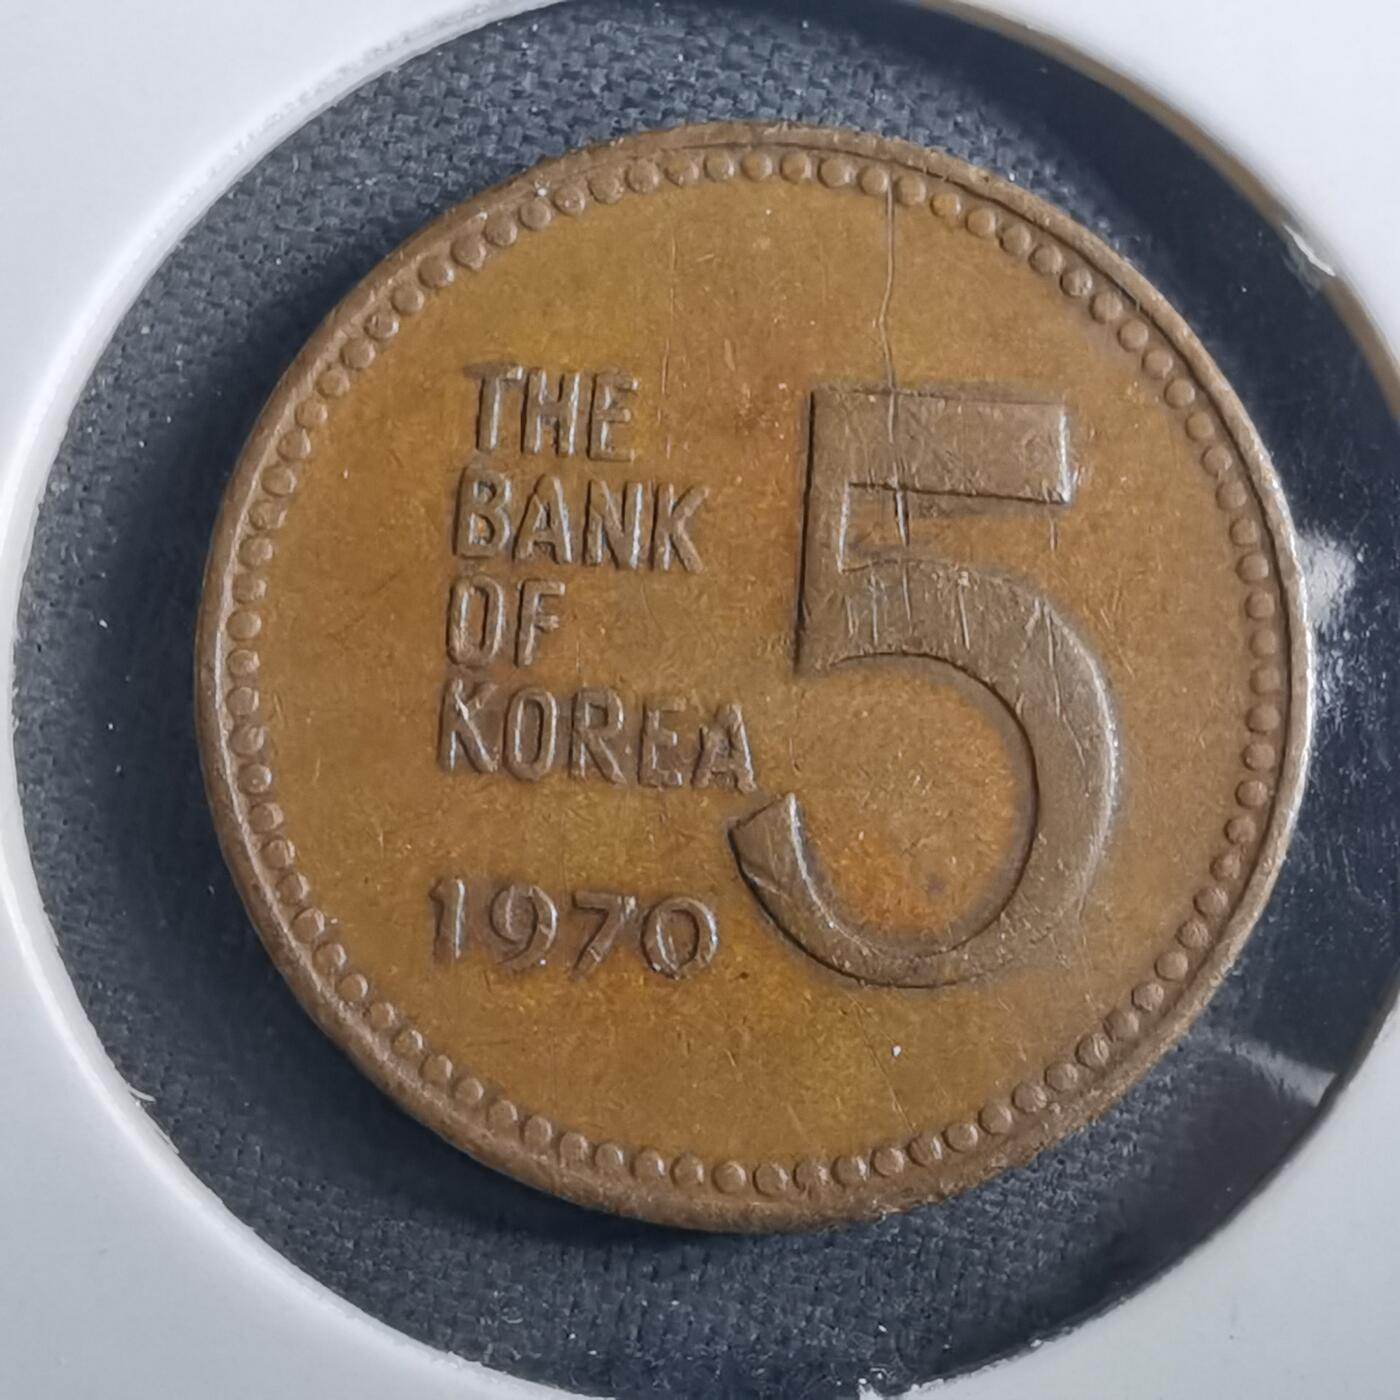 THE
BANK
OF
KOREA
1970
5